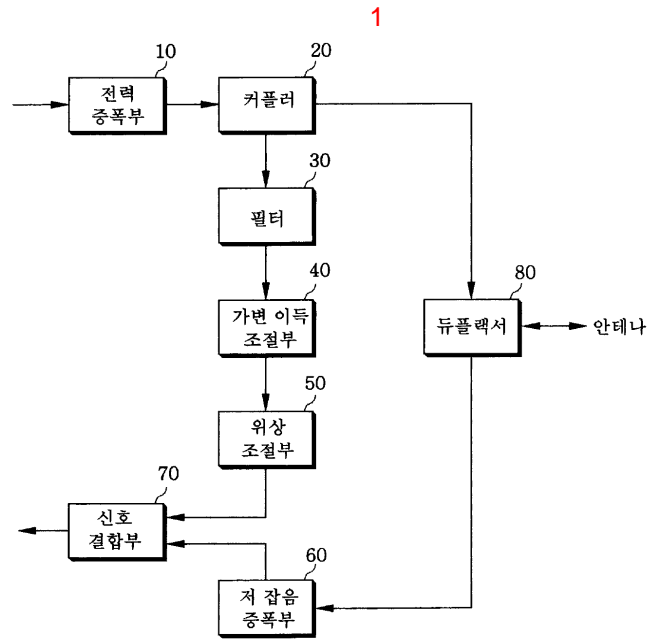 1
10
전력
증폭부
20
커플러
30
필터
40
가변 이득
조절부
80
듀플랙서
안테나
50
위상
조절부
70
신호
결합부
60
저 잡음
증폭부